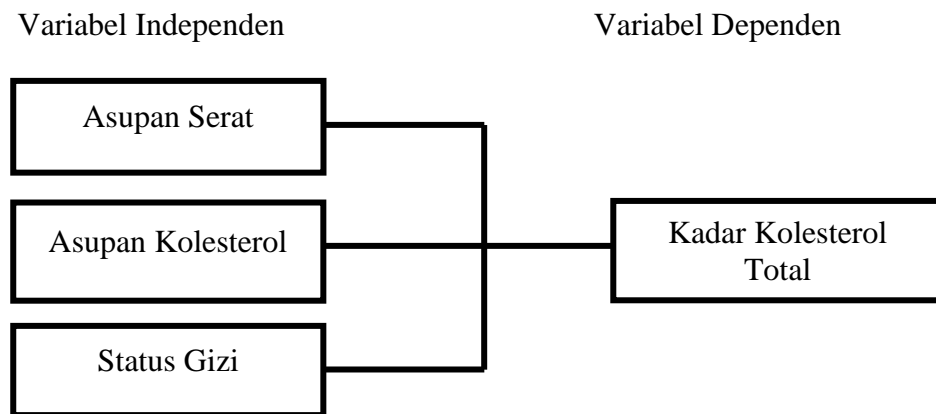 Variabel Independen
Variabel Dependen
Asupan Serat
Asupan Kolesterol
Kadar Kolesterol
Total
Status Gizi